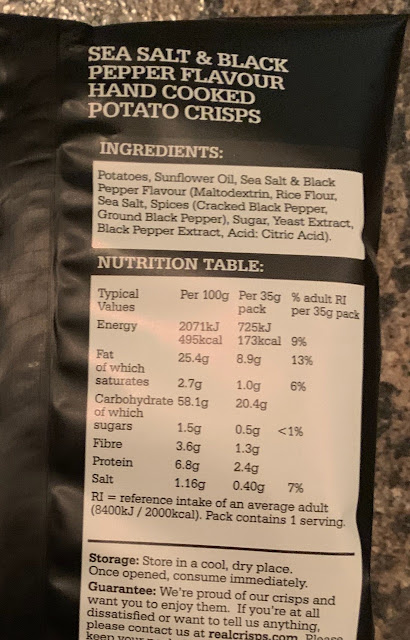 SEA SALT & BLACK
PEPPER FLAVOUR
HAND COOKED
POTATO CRISPS
INGREDIENTS:
Potatoes, Sunflower Oil, Sea Salt & Black
Pepper Flavour (Maltodextrin, Rice Flour,
Sea Salt, Spices (Cracked Black Pepper,
Ground Black Pepper), Sugar, Yeast Extract,
Black Pepper Extract, Acid: Citric Acid).
NUTRITION TABLE:
Typical Per 100g Per 35g % adult RI
Values pack per 35g pack
Energy 2071kJ 725kJ
495kcal 173kcal 9%
Fat 25.4g 8.9g 13%
of which
saturates 2.7g 1.0g 6%
Carbohydrate 58.1g 20.4g
of which
sugars 1.5g 0.5g <1%
Fibre 3.6g 1.3g
Protein 6.8g 2.4g
Salt 1.16g 0.40g 7%
RI = reference intake of an average adult
(8400kJ / 2000kcal). Pack contains 1 serving.
Storage: Store in a cool, dry place.
Once opened, consume immediately.
Guarantee: We're proud of our crisps and
want you to enjoy them. If you're at all
dissatisfied or want to tell us anything,
please contact us at realcrisps.com. Please
keep your